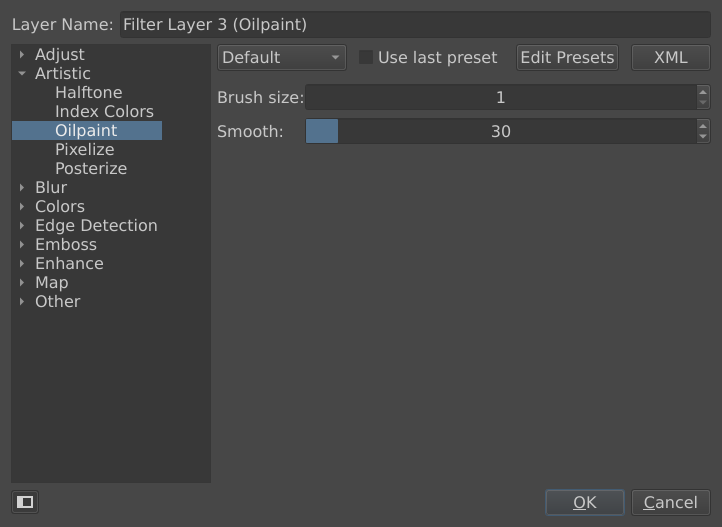 Layer Name: Filter Layer 3 (Oilpaint)
Adjust
Artistic
Halftone
Index Colors
Oilpaint
Pixelize
Posterize
Blur
Colors
Edge Detection
Emboss
Enhance
Map
Other
Default Use last preset Edit Presets XML
Brush size: 1
Smooth: 30
OK Cancel